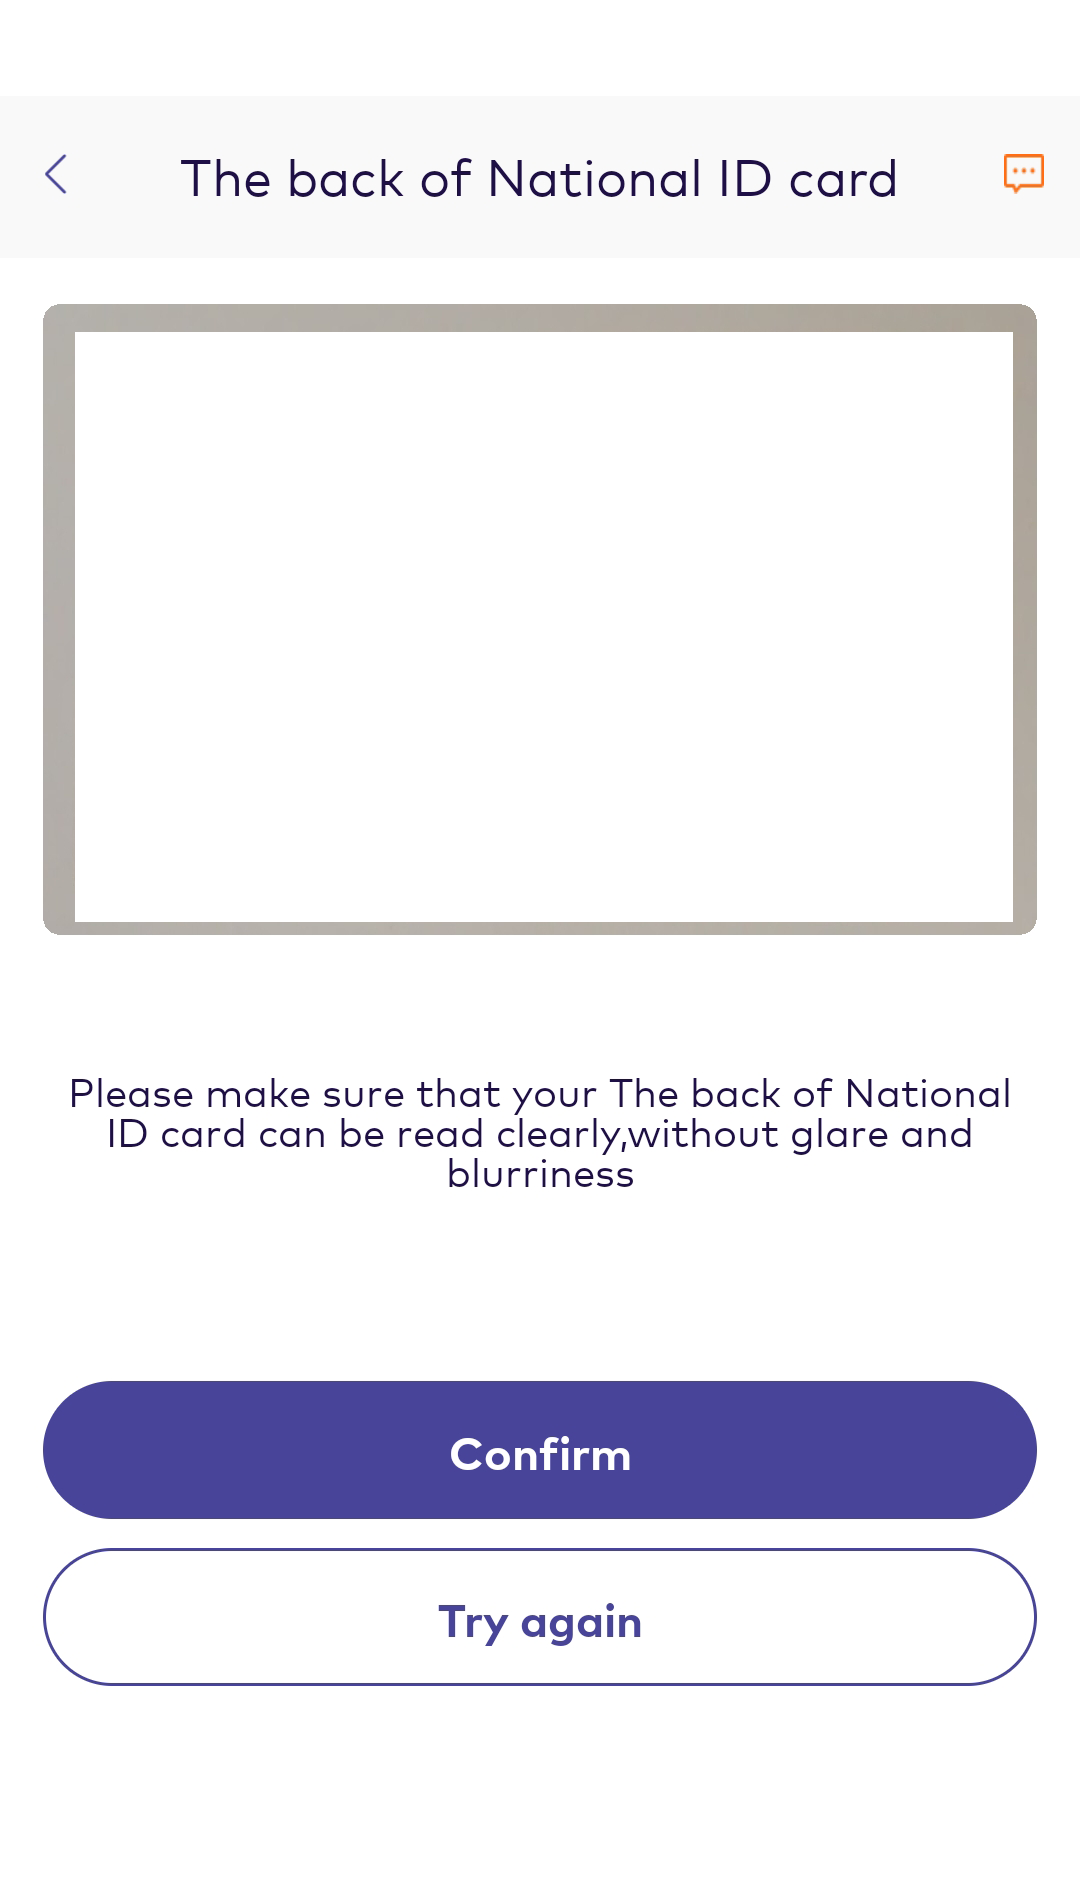 The back of National ID card
Please make sure that your The back of National
ID card can be read clearly,without glare and
blurriness
Confirm
Try again